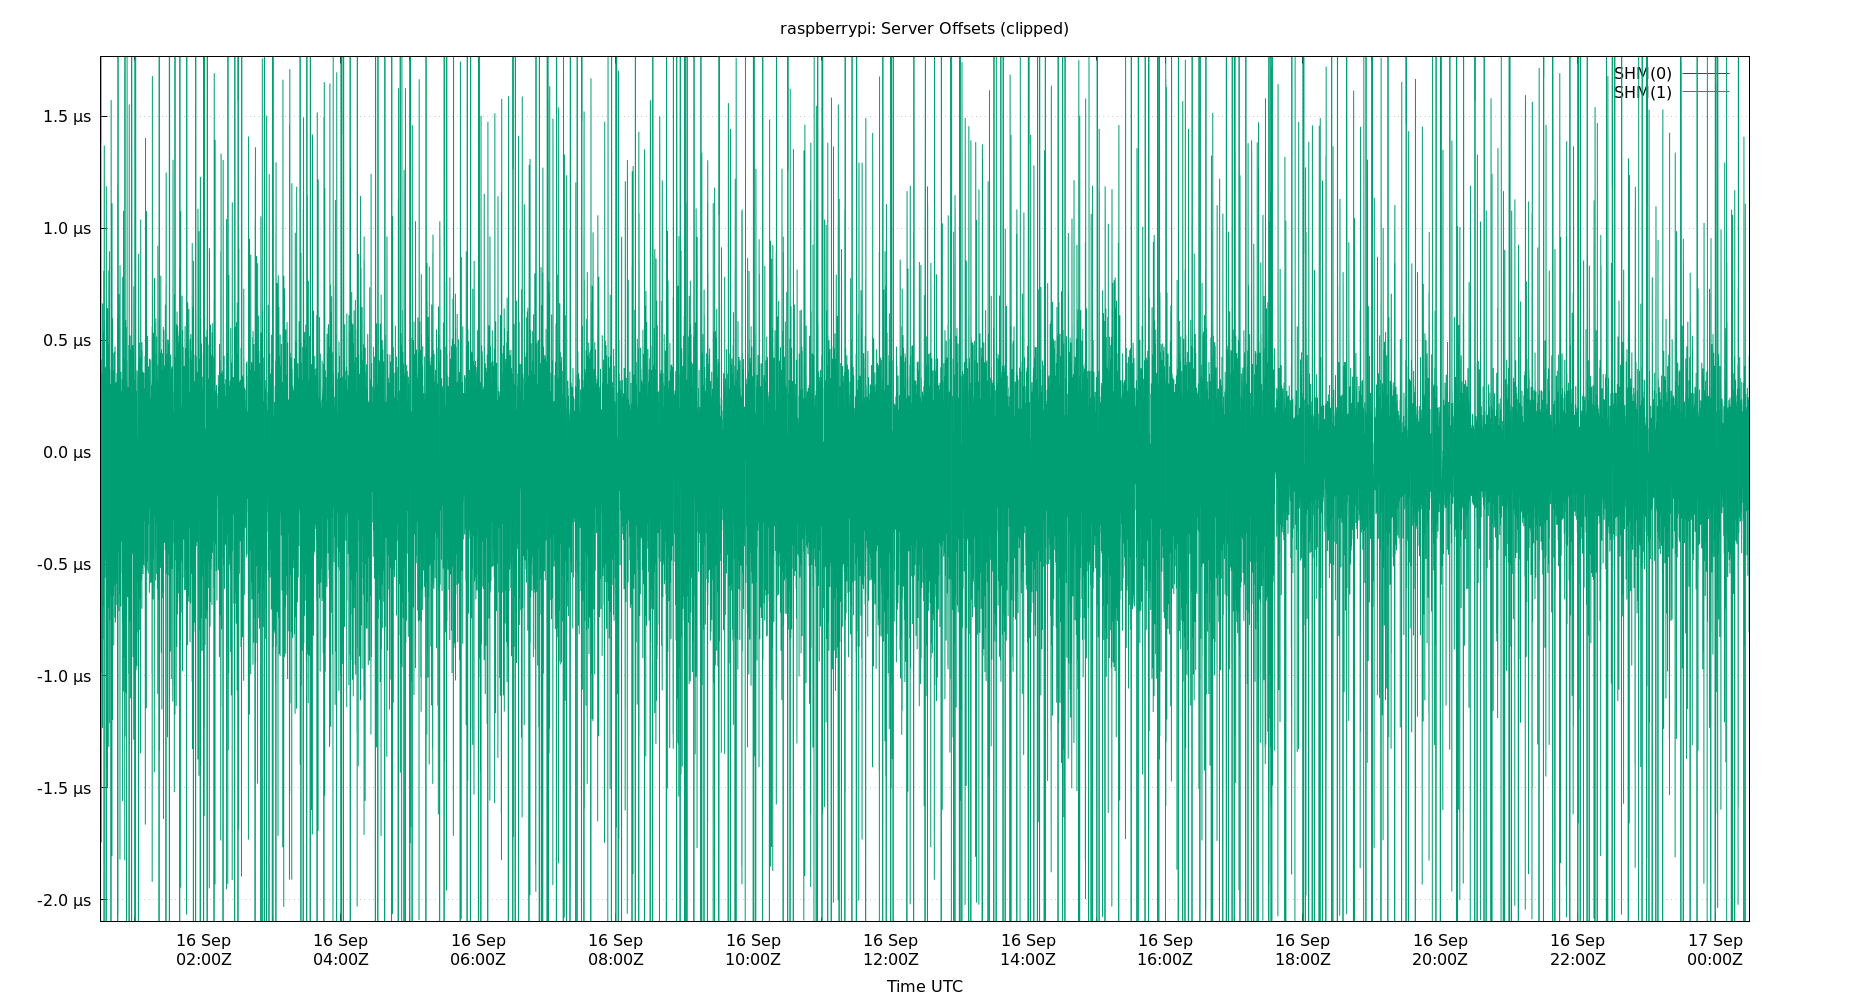 raspberrypi: Server Offsets (clipped)
SHM(0)
SHM(1)
1.5 µs
1.0 µs
0.5 µs
0.0 µs
-0.5 µs
-1.0 µs
-1.5 µs
-2.0 µs
16 Sep 16 Sep 16 Sep 16 Sep 16 Sep 16 Sep 16 Sep 16 Sep 16 Sep 16 Sep 16 Sep 17 Sep
02:00Z 04:00Z 06:00Z 08:00Z 10:00Z 12:00Z 14:00Z 16:00Z 18:00Z 20:00Z 22:00Z 00:00Z
Time UTC